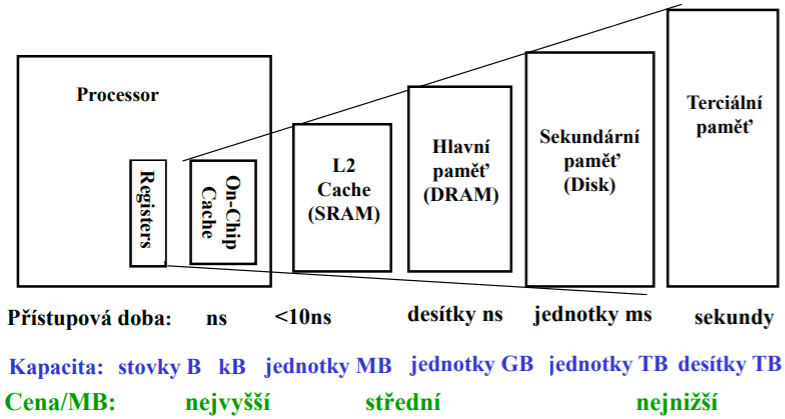 Processor
Registers
On-Chip
Cache
L2
Cache
(SRAM)
Hlavní
paměť
(DRAM)
Sekundární
paměť
(Disk)
Terciální
paměť
Přístupová doba: ns <10ns desítky ns jednotky ms sekundy
Kapacita: stovky B kB jednotky MB jednotky GB jednotky TB desítky TB
Cena/MB: nejvyšší střední nejnižší